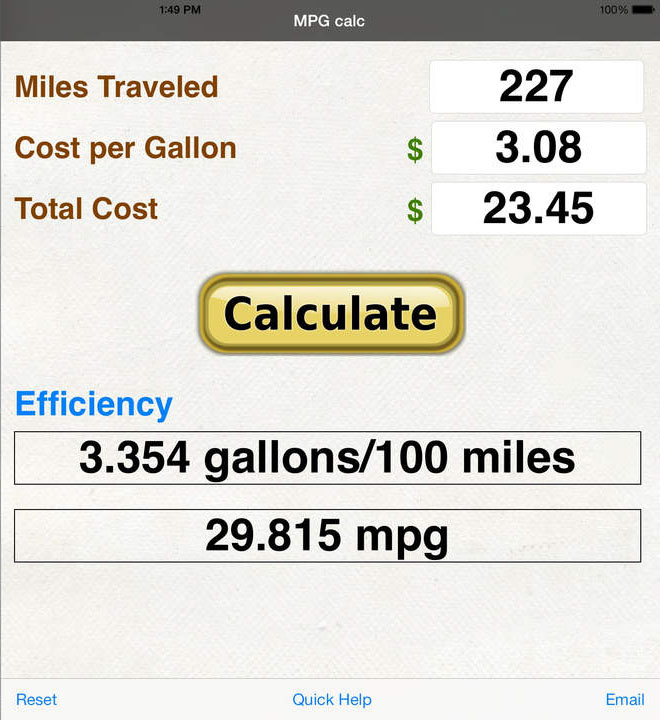 1:49 PM 100%
MPG calc
Miles Traveled 227
Cost per Gallon $ 3.08
Total Cost $ 23.45
Calculate
Efficiency
3.354 gallons/100 miles
29.815 mpg
Reset Quick Help Email